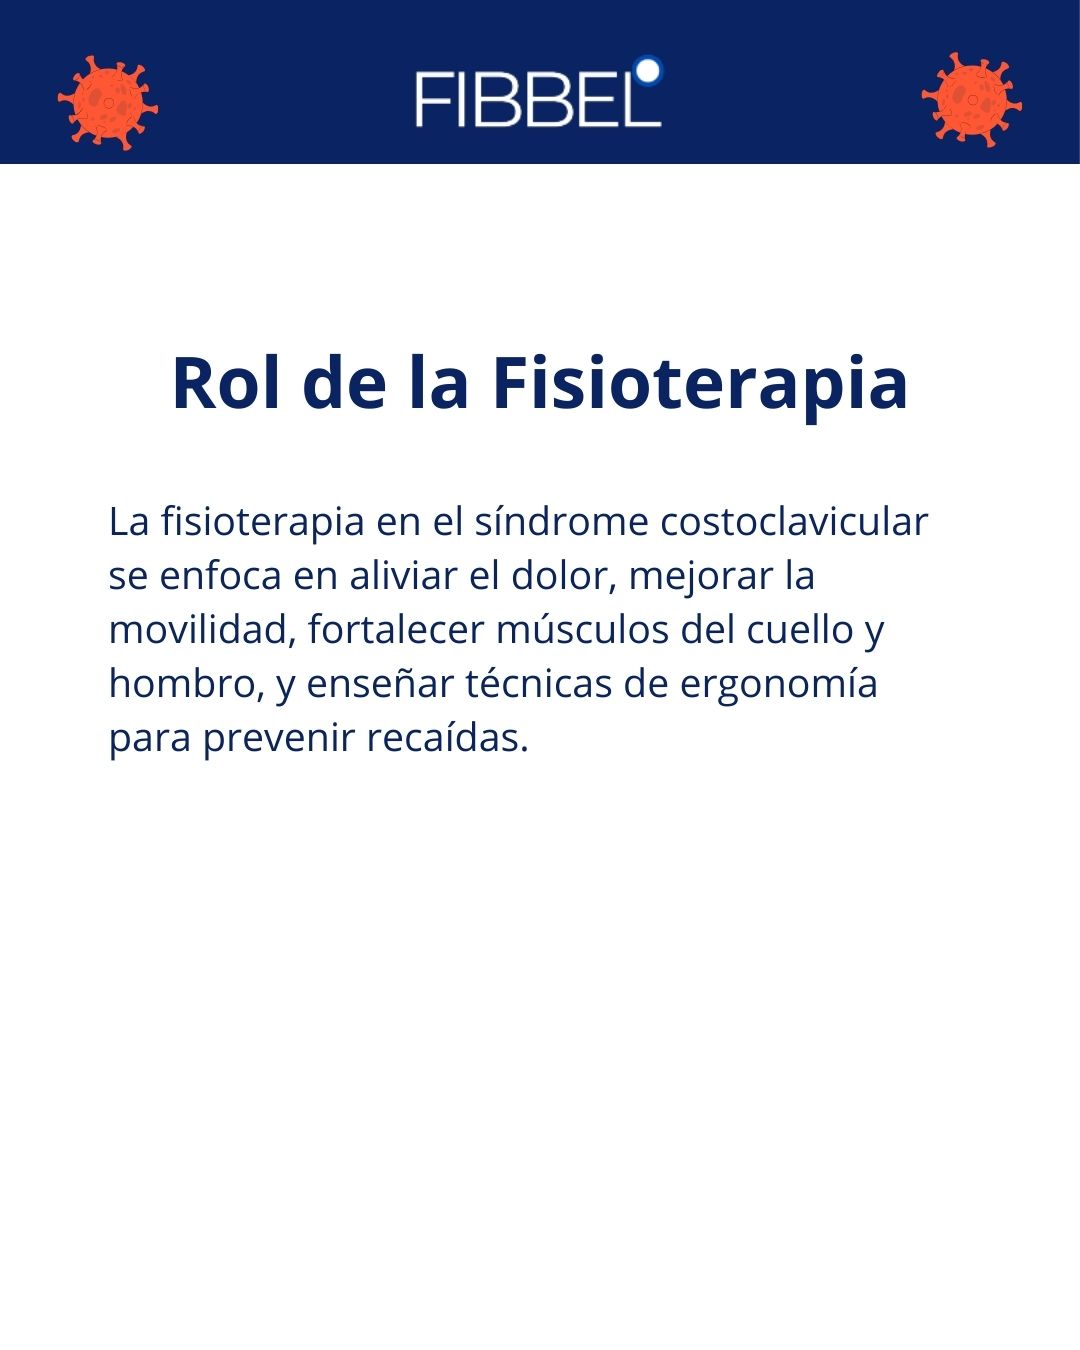 FIBBEL
Rol de la Fisioterapia
La fisioterapia en el síndrome costoclavicular
se enfoca en aliviar el dolor, mejorar la
movilidad, fortalecer músculos del cuello y
hombro, y enseñar técnicas de ergonomía
para prevenir recaídas.